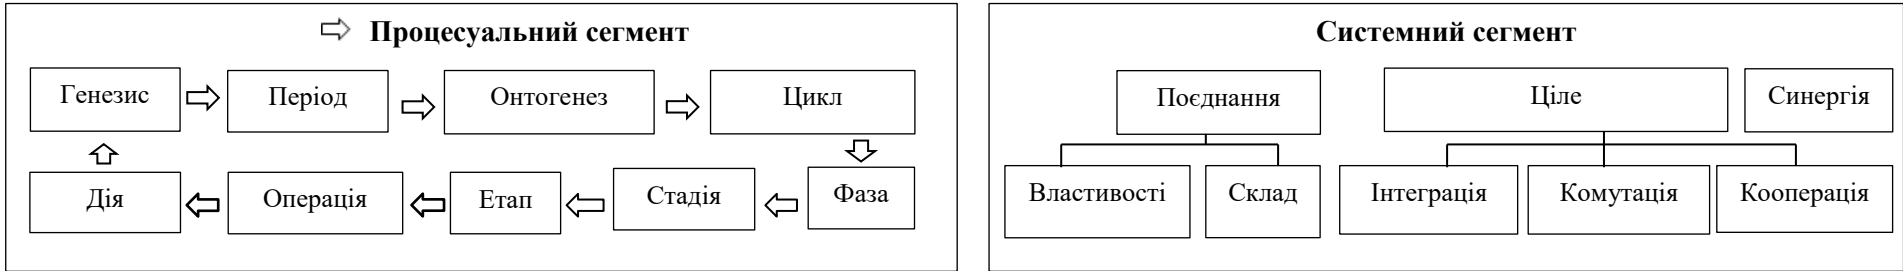 Процесуальний сегмент
Генезис
Період
Онтогенез
Цикл
Дія
Операція
Етап
Стадія
Фаза
Системний сегмент
Поєднання
Ціле
Синергія
Властивості
Склад
Інтеграція
Комутація
Кооперація